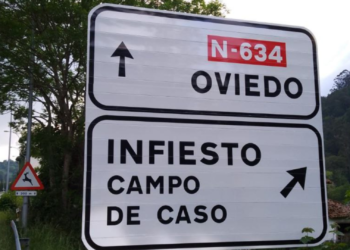 N-634
OVIEDO
INFIESTO
CAMPO
DE CASO